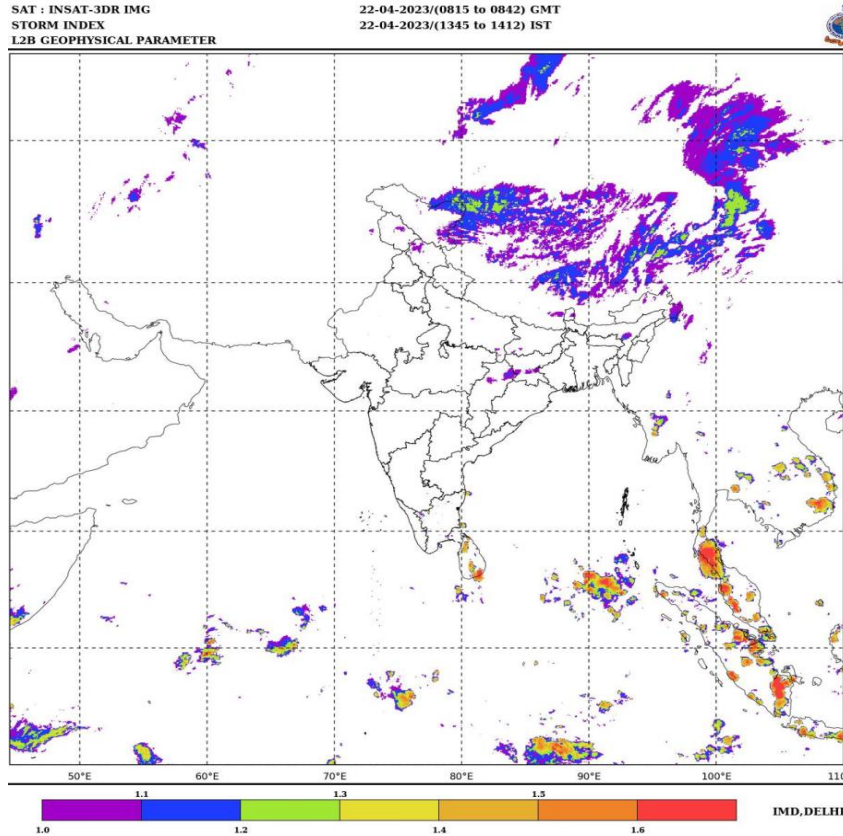 SAT : INSAT-3DR IMG
22-04-2023/(0815 to 0842) GMT
STORM INDEX
22-04-2023/(1345 to 1412) IST
L2B GEOPHYSICAL PARAMETER
50°E 60°E 70°E 80°E 90°E 100°E
1.1 1.3 1.5
1.0 1.2 1.4 1.6
IMD,DELHI